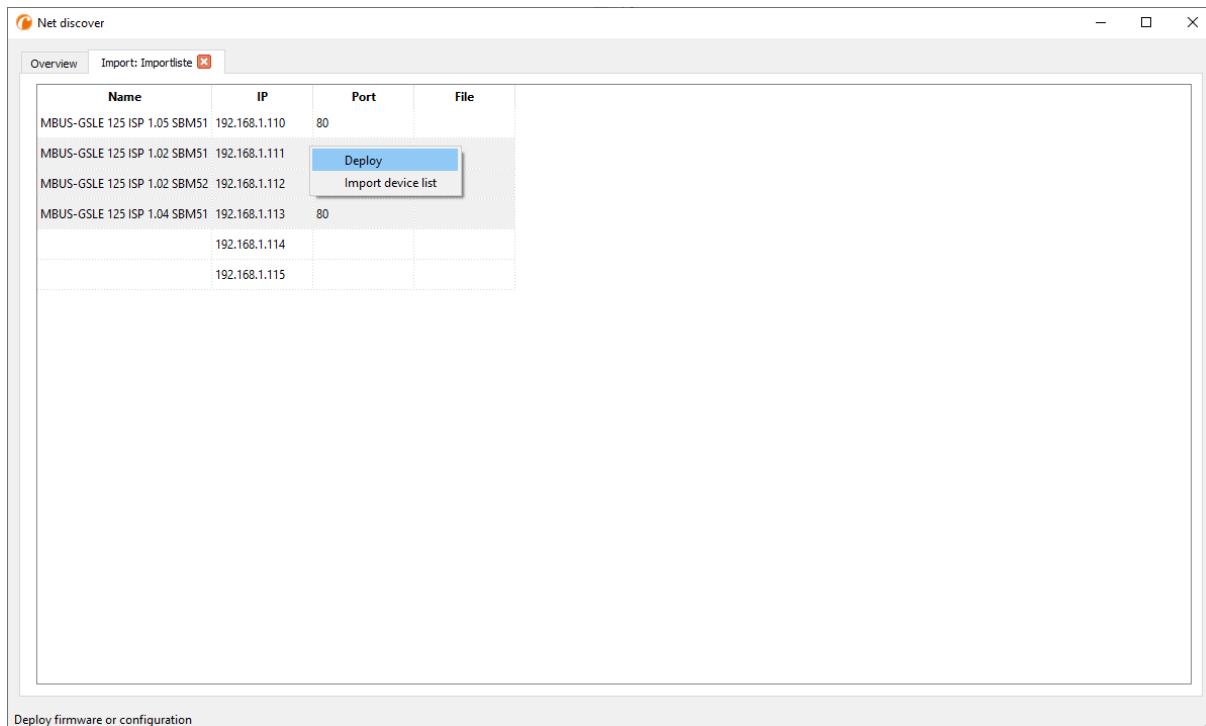 Net discover
Overview Import: Importliste
Name IP Port File
MBUS-GSLE 125 ISP 1.05 SBM51 192.168.1.110 80
MBUS-GSLE 125 ISP 1.02 SBM51 192.168.1.111
Deploy
MBUS-GSLE 125 ISP 1.02 SBM52 192.168.1.112
Import device list
MBUS-GSLE 125 ISP 1.04 SBM51 192.168.1.113 80
192.168.1.114
192.168.1.115
Deploy firmware or configuration